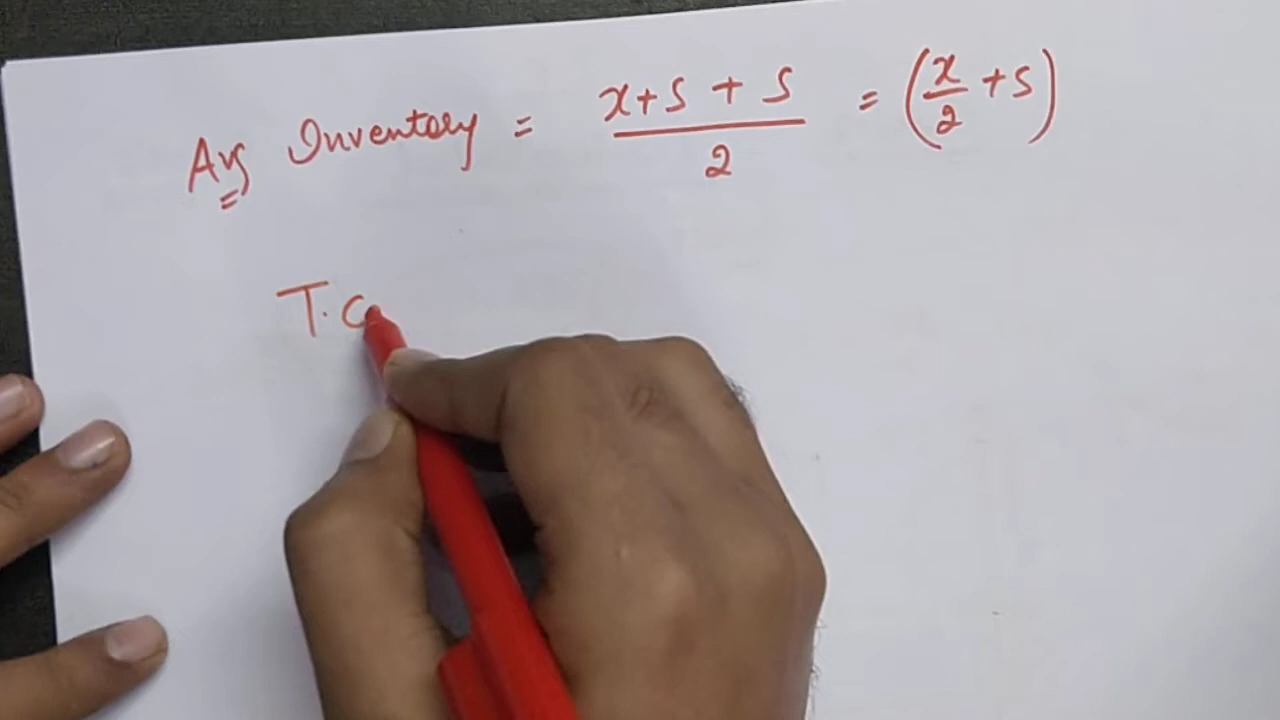 Avg Inventory = x+s + s / 2 = (x/2 + s)
T.C